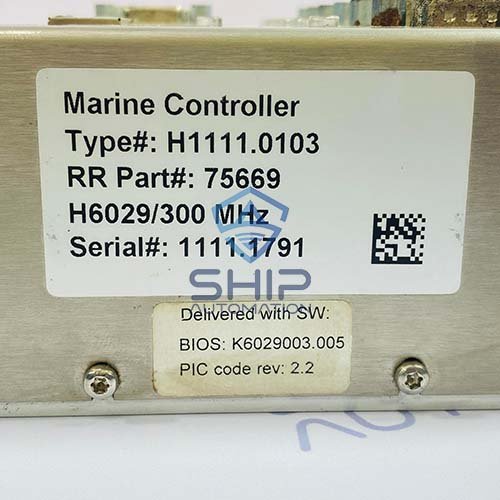 Marine Controller
Type#: H1111.0103
RR Part#: 75669
H6029/300 MHz
Serial#: 1111.1791
SHIP
AUTOMATION
Delivered with SW:
BIOS: K6029003.005
PIC code rev: 2.2